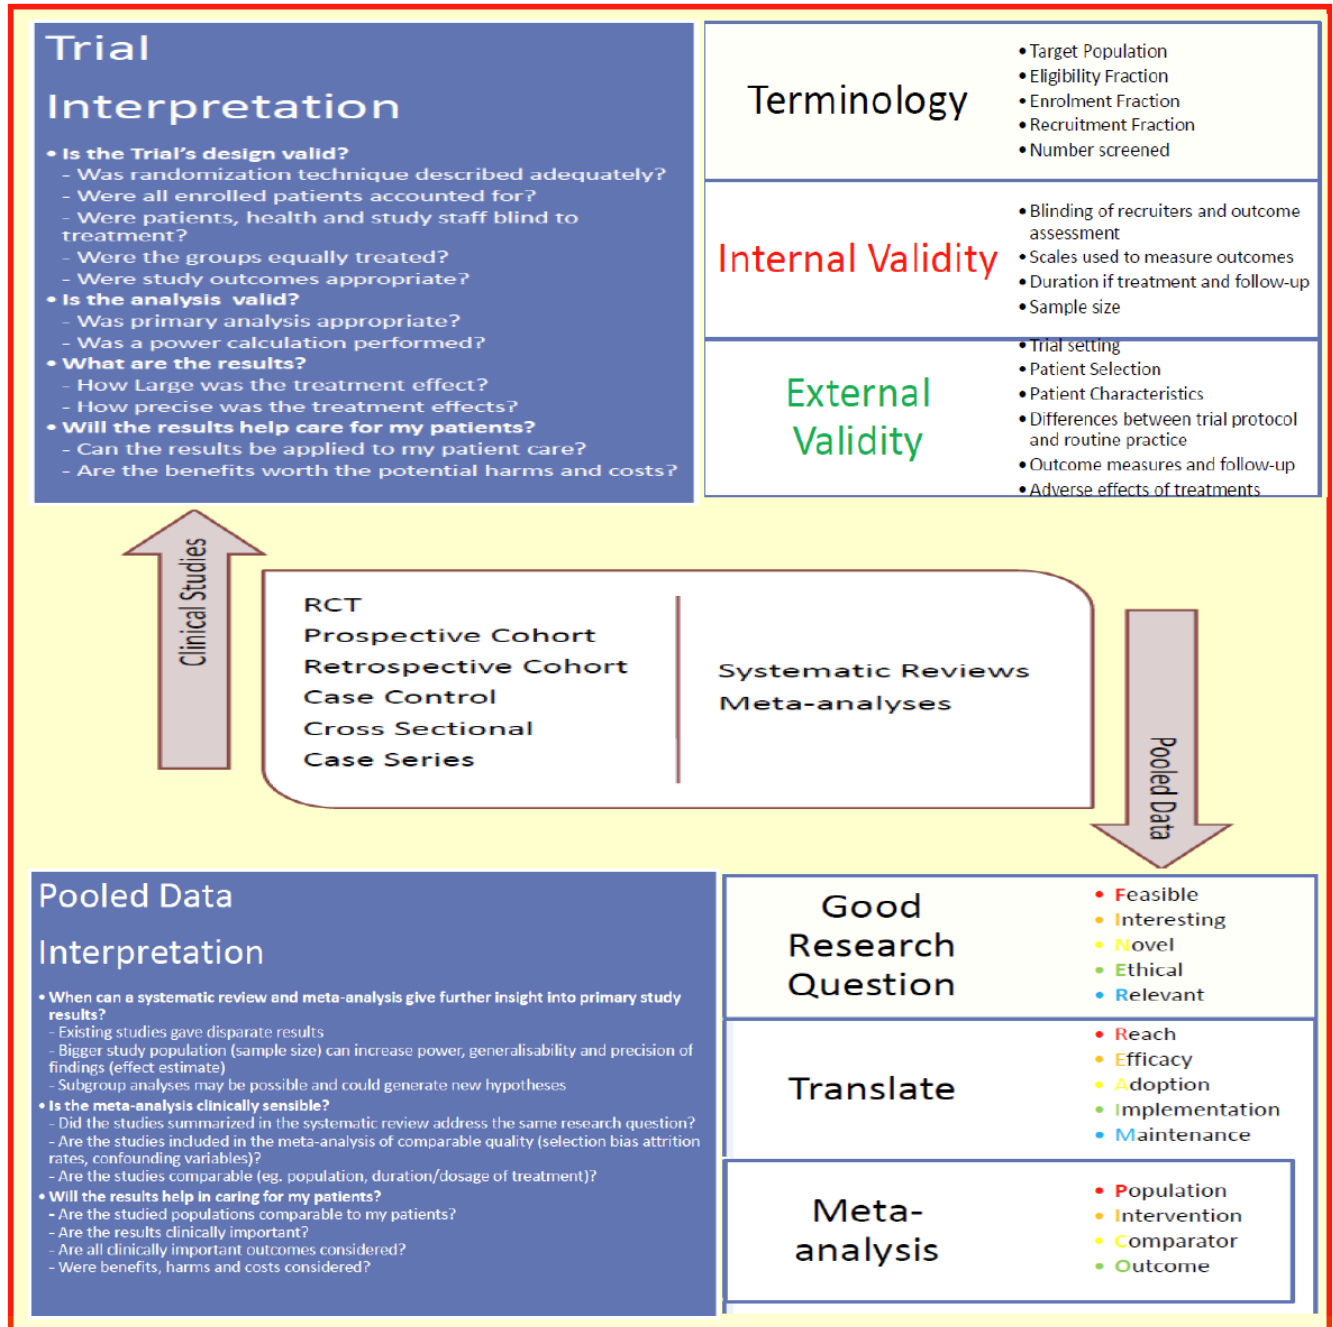 Trial
Interpretation
• Is the Trial's design valid?
- Was randomization technique described adequately?
- Were all enrolled patients accounted for?
- Were patients, health and study staff blind to
treatment?
- Were the groups equally treated?
- Were study outcomes appropriate?
• Is the analysis valid?
- Was primary analysis appropriate?
- Was a power calculation performed?
• What are the results?
- How Large was the treatment effect?
- How precise was the treatment effects?
• Will the results help care for my patients?
- Can the results be applied to my patient care?
- Are the benefits worth the potential harms and costs?
Terminology
• Target Population
• Eligibility Fraction
• Enrolment Fraction
• Recruitment Fraction
• Number screened
Internal Validity
• Blinding of recruiters and outcome
assessment
• Scales used to measure outcomes
• Duration if treatment and follow-up
• Sample size
External
Validity
• Trial setting
• Patient Selection
• Patient Characteristics
• Differences between trial protocol
and routine practice
• Outcome measures and follow-up
• Adverse effects of treatments
Clinical Studies
RCT
Prospective Cohort
Retrospective Cohort
Case Control
Cross Sectional
Case Series
Systematic Reviews
Meta-analyses
Pooled Data
Pooled Data
Interpretation
• When can a systematic review and meta-analysis give further insight into primary study
results?
- Existing studies gave disparate results
- Bigger study population (sample size) can increase power, generalisability and precision of
findings (effect estimate)
- Subgroup analyses may be possible and could generate new hypotheses
• Is the meta-analysis clinically sensible?
- Did the studies summarized in the systematic review address the same research question?
- Are the studies included in the meta-analysis of comparable quality (selection bias attrition
rates, confounding variables)?
- Are the studies comparable (eg. population, duration/dosage of treatment)?
• Will the results help in caring for my patients?
- Are the studied populations comparable to my patients?
- Are the results clinically important?
- Are all clinically important outcomes considered?
- Were benefits, harms and costs considered?
Good
Research
Question
• Feasible
• Interesting
• Novel
• Ethical
• Relevant
Translate
• Reach
• Efficacy
• Adoption
• Implementation
• Maintenance
Meta-
analysis
• Population
• Intervention
• Comparator
• Outcome